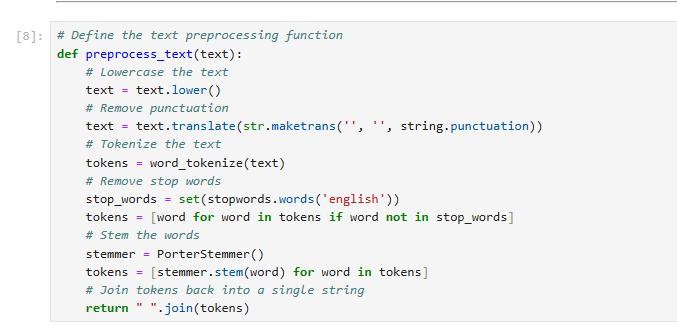 [8]: # Define the text preprocessing function
def preprocess_text(text):
    # Lowercase the text
    text = text.lower()
    # Remove punctuation
    text = text.translate(str.maketrans('', '', string.punctuation))
    # Tokenize the text
    tokens = word_tokenize(text)
    # Remove stop words
    stop_words = set(stopwords.words('english'))
    tokens = [word for word in tokens if word not in stop_words]
    # Stem the words
    stemmer = PorterStemmer()
    tokens = [stemmer.stem(word) for word in tokens]
    # Join tokens back into a single string
    return " ".join(tokens)